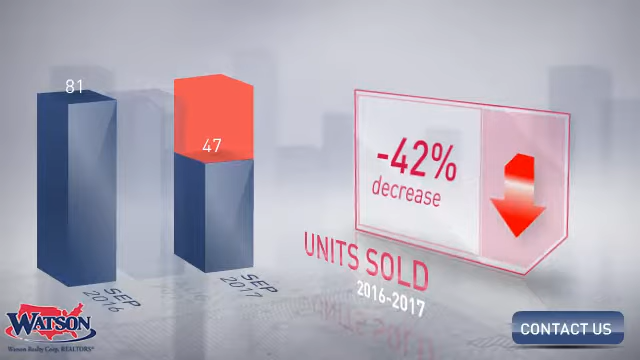 81
47
SEP
2016
SEP
2017
-42%
decrease
UNITS SOLD
2016-2017
WATSON
Watson Realty Corp. REALTORS®
CONTACT US